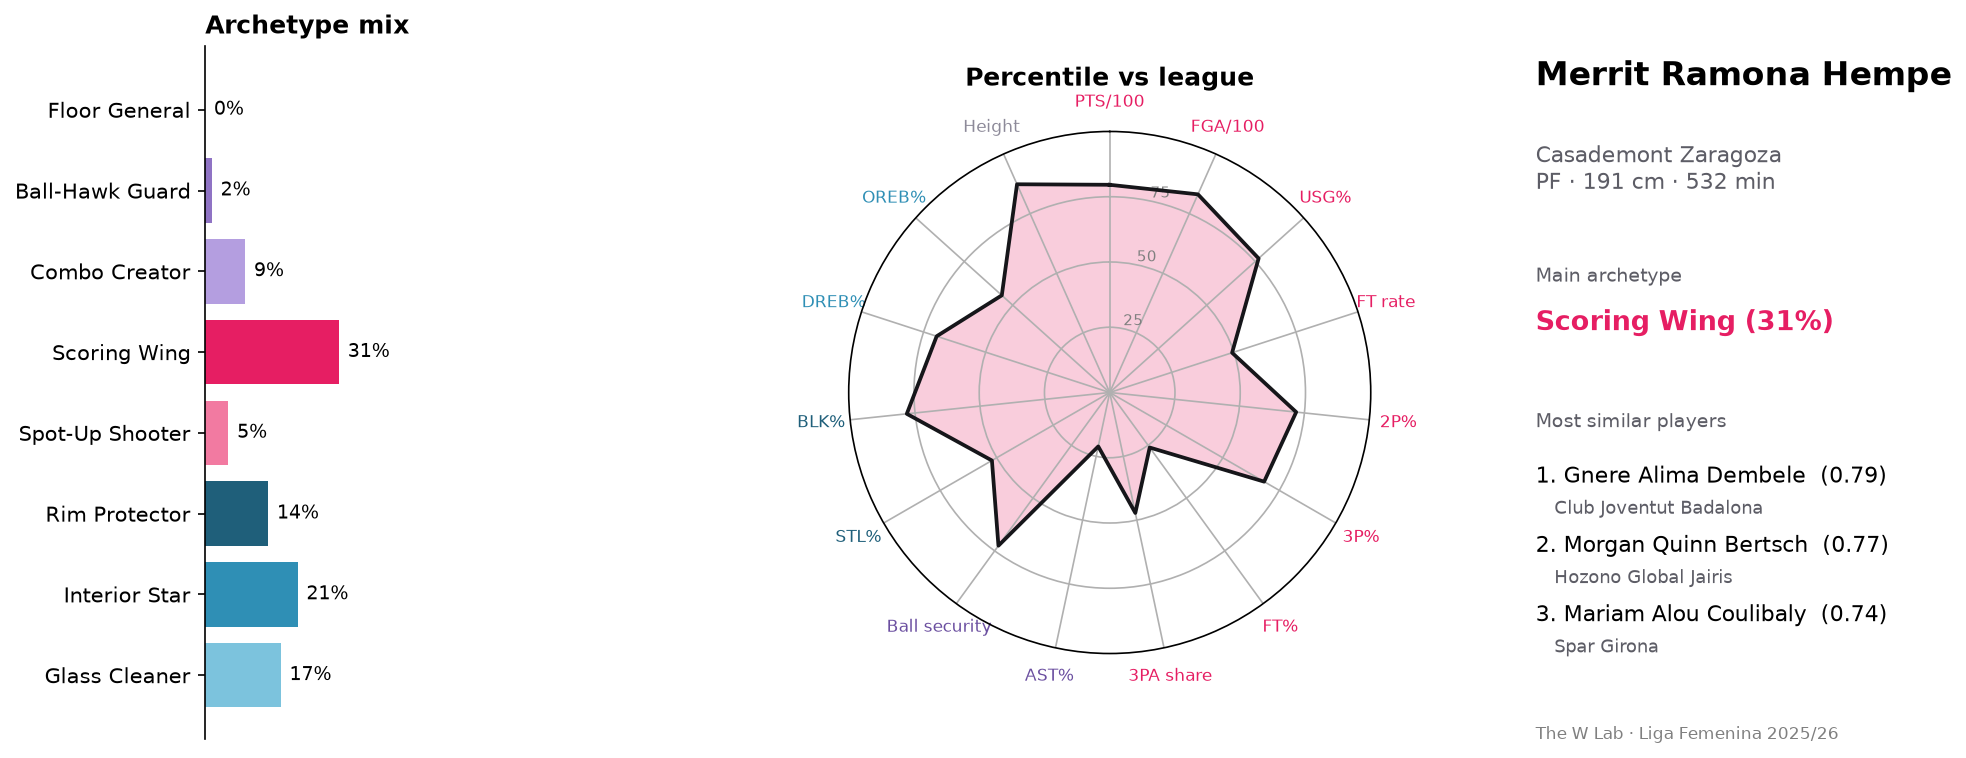 Archetype mix
Floor General
0%
Ball-Hawk Guard
2%
Combo Creator
9%
Scoring Wing
31%
Spot-Up Shooter
5%
Rim Protector
14%
Interior Star
21%
Glass Cleaner
17%
Percentile vs league
PTS/100
FGA/100
USG%
FT rate
2P%
3P%
FT%
3PA share
AST%
Ball security
STL%
BLK%
DREB%
OREB%
Height
75
50
25
Merrit Ramona Hempe
Casademont Zaragoza
PF · 191 cm · 532 min
Main archetype
Scoring Wing (31%)
Most similar players
1. Gnere Alima Dembele (0.79)
Club Joventut Badalona
2. Morgan Quinn Bertsch (0.77)
Hozono Global Jairis
3. Mariam Alou Coulibaly (0.74)
Spar Girona
The W Lab · Liga Femenina 2025/26